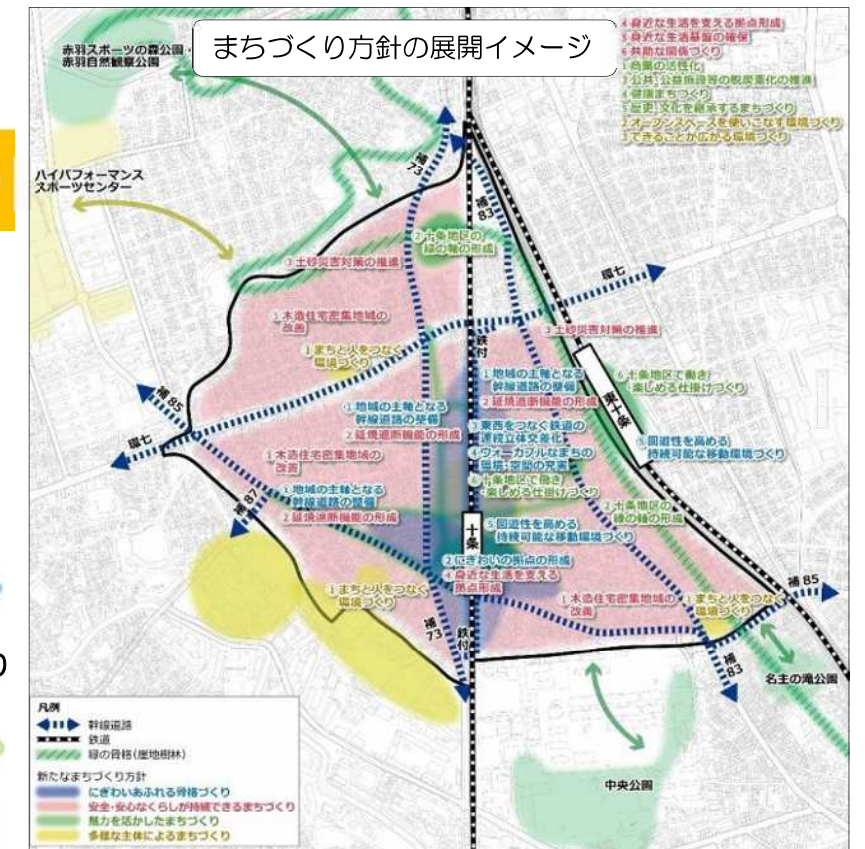 まちづくり方針の展開イメージ
4 身近な生活を支える拠点形成
5 身近な生活基盤の確保
6 共助な関係づくり
1 商業の活性化
3 公共・公益施設等の脱炭素化の推進
4 健康まちづくり
5 歴史・文化を継承するまちづくり
2 オープンスペースを使いこなす環境づくり
3 できることが広がる環境づくり
赤羽スポーツの森公園・
赤羽自然観察公園
ハイパフォーマンス
スポーツセンター
補73
補83
2 十条地区の
緑の軸の形成
3 土砂災害対策の推進
環七
1 木造住宅密集地域の
改善
3 土砂災害対策の推進
鉄付
1 まちと人をつなぐ
環境づくり
東十条
6 十条地区で働き
楽しめる仕掛けづくり
1 地域の主軸となる
幹線道路の整備
2 延焼遮断機能の形成
補85
1 地域の主軸となる
幹線道路の整備
2 延焼遮断機能の形成
3 東西をつなぐ鉄道の
連続立体交差化
4 ウォーカブルなまちの
環境・空間の充実
6 十条地区で働き
楽しめる仕掛けづくり
5 回遊性を高める
持続可能な移動環境づくり
環七
1 木造住宅密集地域の
改善
補87
1 地域の主軸となる
幹線道路の整備
2 延焼遮断機能の形成
2 十条地区の
緑の軸の形成
十条
5 回遊性を高める
持続可能な移動環境づくり
2 にぎわいの拠点の形成
4 身近な生活を支える
拠点形成
1 まちと人をつなぐ
環境づくり
1 木造住宅密集地域の
改善
1 まちと人をつなぐ
環境づくり
補85
補73
鉄付
補83
名主の滝公園
中央公園
凡例
幹線道路
鉄道
緑の骨格(崖地樹林)
新たなまちづくり方針
にぎわいあふれる骨格づくり
安全・安心なくらしが持続できるまちづくり
魅力を活かしたまちづくり
多様な主体によるまちづくり
り